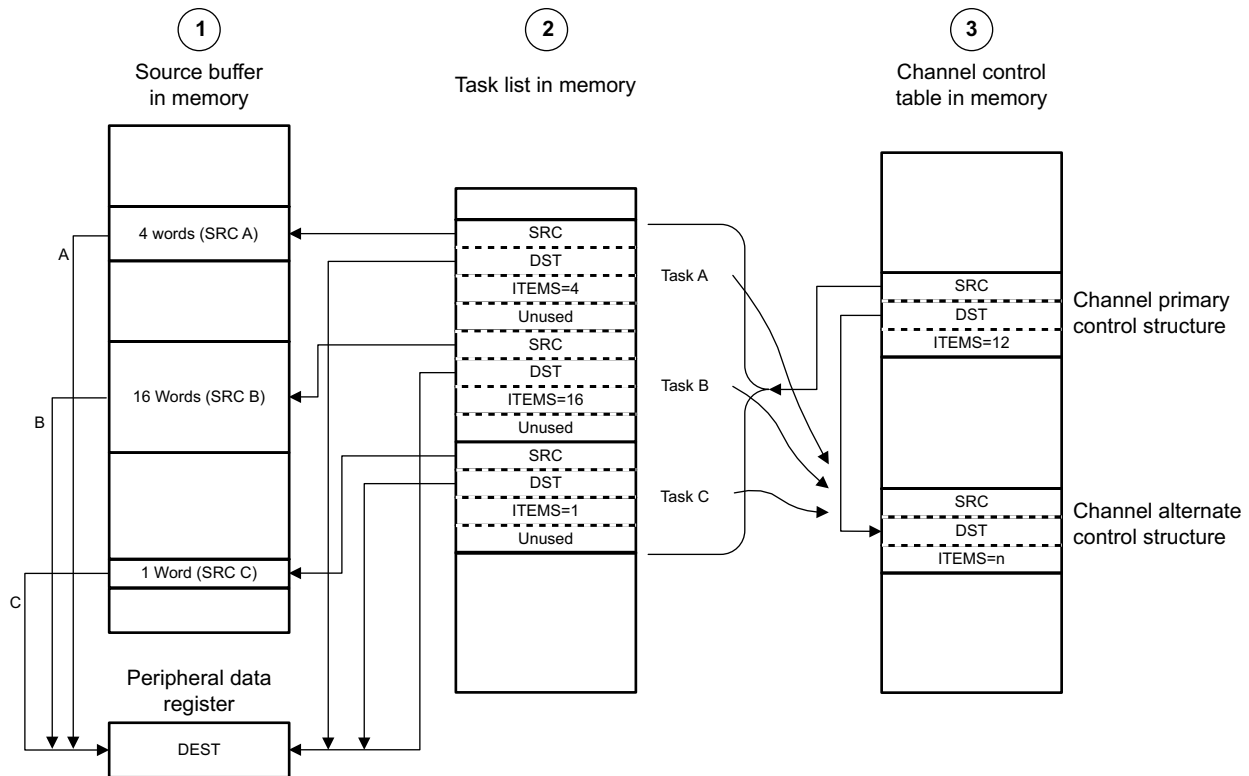 1
Source buffer
in memory
4 words (SRC A)
16 Words (SRC B)
1 Word (SRC C)
A
B
C
Peripheral data
register
DEST
2
Task list in memory
SRC
DST
ITEMS=4
Unused
SRC
DST
ITEMS=16
Unused
SRC
DST
ITEMS=1
Unused
Task A
Task B
Task C
3
Channel control
table in memory
SRC
DST
ITEMS=12
Channel primary
control structure
SRC
DST
ITEMS=n
Channel alternate
control structure